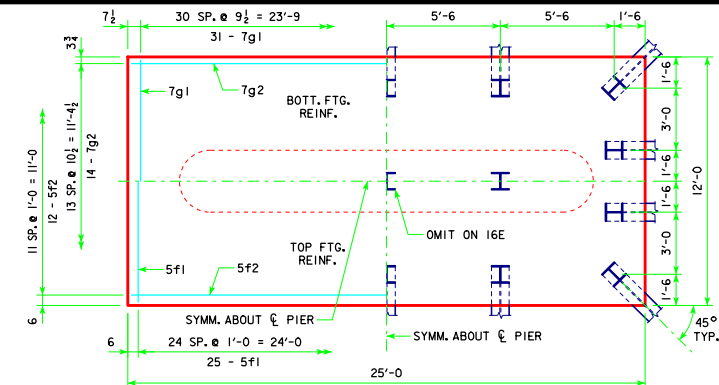 7½
30 SP. @ 9½ = 23'-9
31 - 7g1
5'-6
5'-6
1'-6
3¾
7g1
7g2
BOTT. FTG.
REINF.
1'-6
3'-0
1'-6
12'-0
1'-6
3'-0
1'-6
11 SP. @ 1'-0 = 11'-0
12 - 5f2
13 SP. @ 10½ = 11'-4½
14 - 7g2
OMIT ON 16E
TOP FTG.
REINF.
5f1
5f2
6
SYMM. ABOUT ℄ PIER
SYMM. ABOUT ℄ PIER
45°
TYP.
6
24 SP. @ 1'-0 = 24'-0
25 - 5f1
25'-0